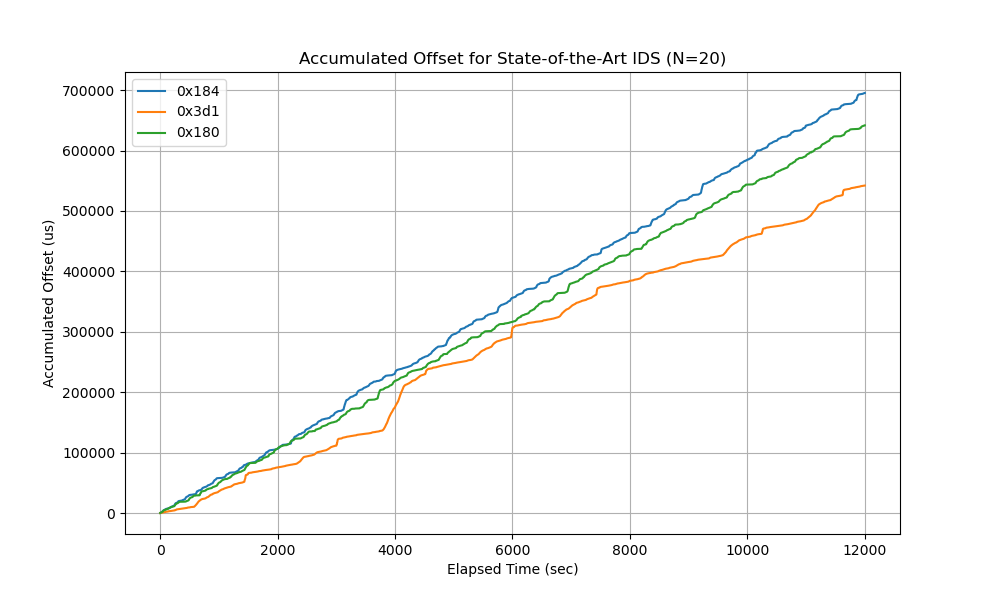 Accumulated Offset for State-of-the-Art IDS (N=20)
0x184
0x3d1
0x180
Accumulated Offset (us)
700000
600000
500000
400000
300000
200000
100000
0
0 2000 4000 6000 8000 10000 12000
Elapsed Time (sec)